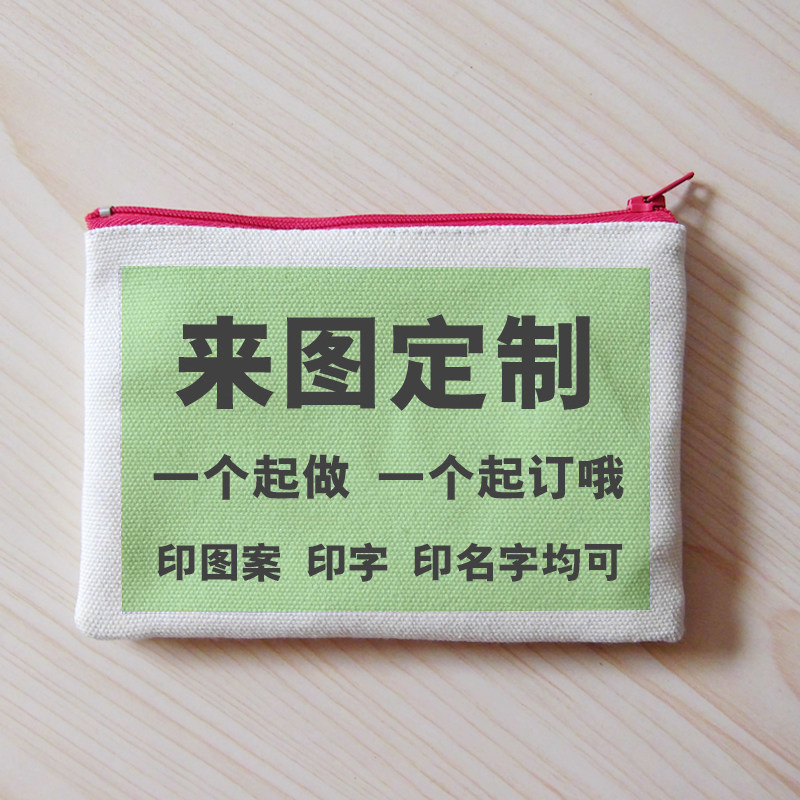 来图定制
一个起做 一个起订哦
印图案 印字 印名字均可